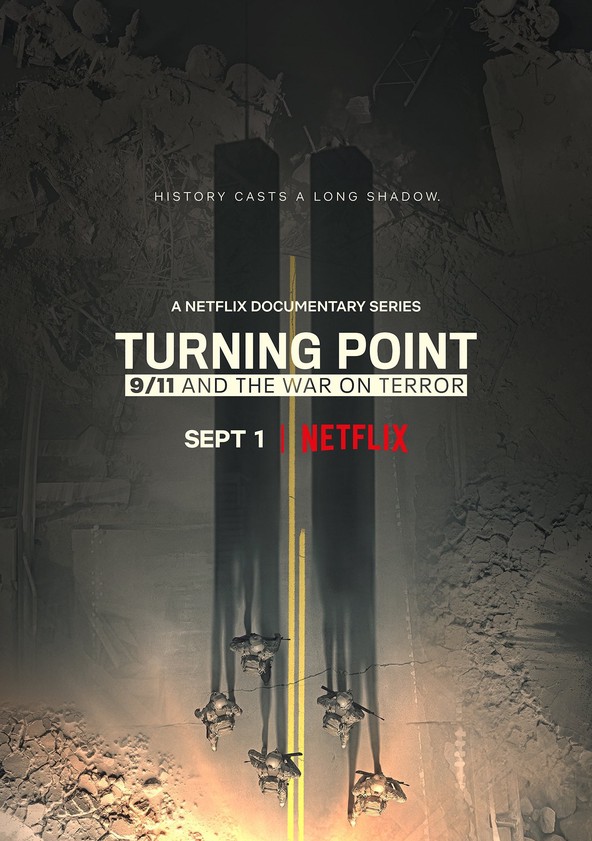 HISTORY CASTS A LONG SHADOW.
A NETFLIX DOCUMENTARY SERIES
TURNING POINT
9/11 AND THE WAR ON TERROR
SEPT 1 | NETFLIX